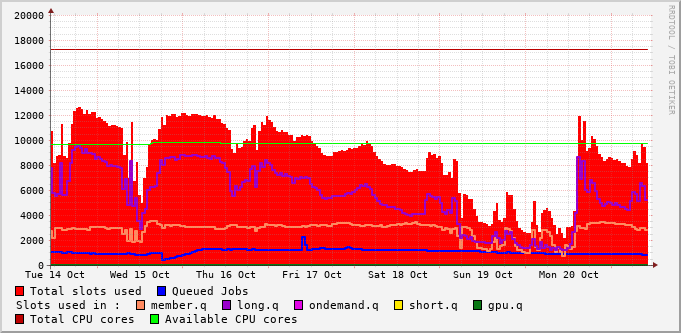 20000
18000
16000
14000
12000
10000
8000
6000
4000
2000
0
Tue 14 Oct Wed 15 Oct Thu 16 Oct Fri 17 Oct Sat 18 Oct Sun 19 Oct Mon 20 Oct
Total slots used Queued Jobs
Slots used in : member.q long.q ondemand.q short.q gpu.q
Total CPU cores Available CPU cores
RRDTOOL / TOBI OETIKER